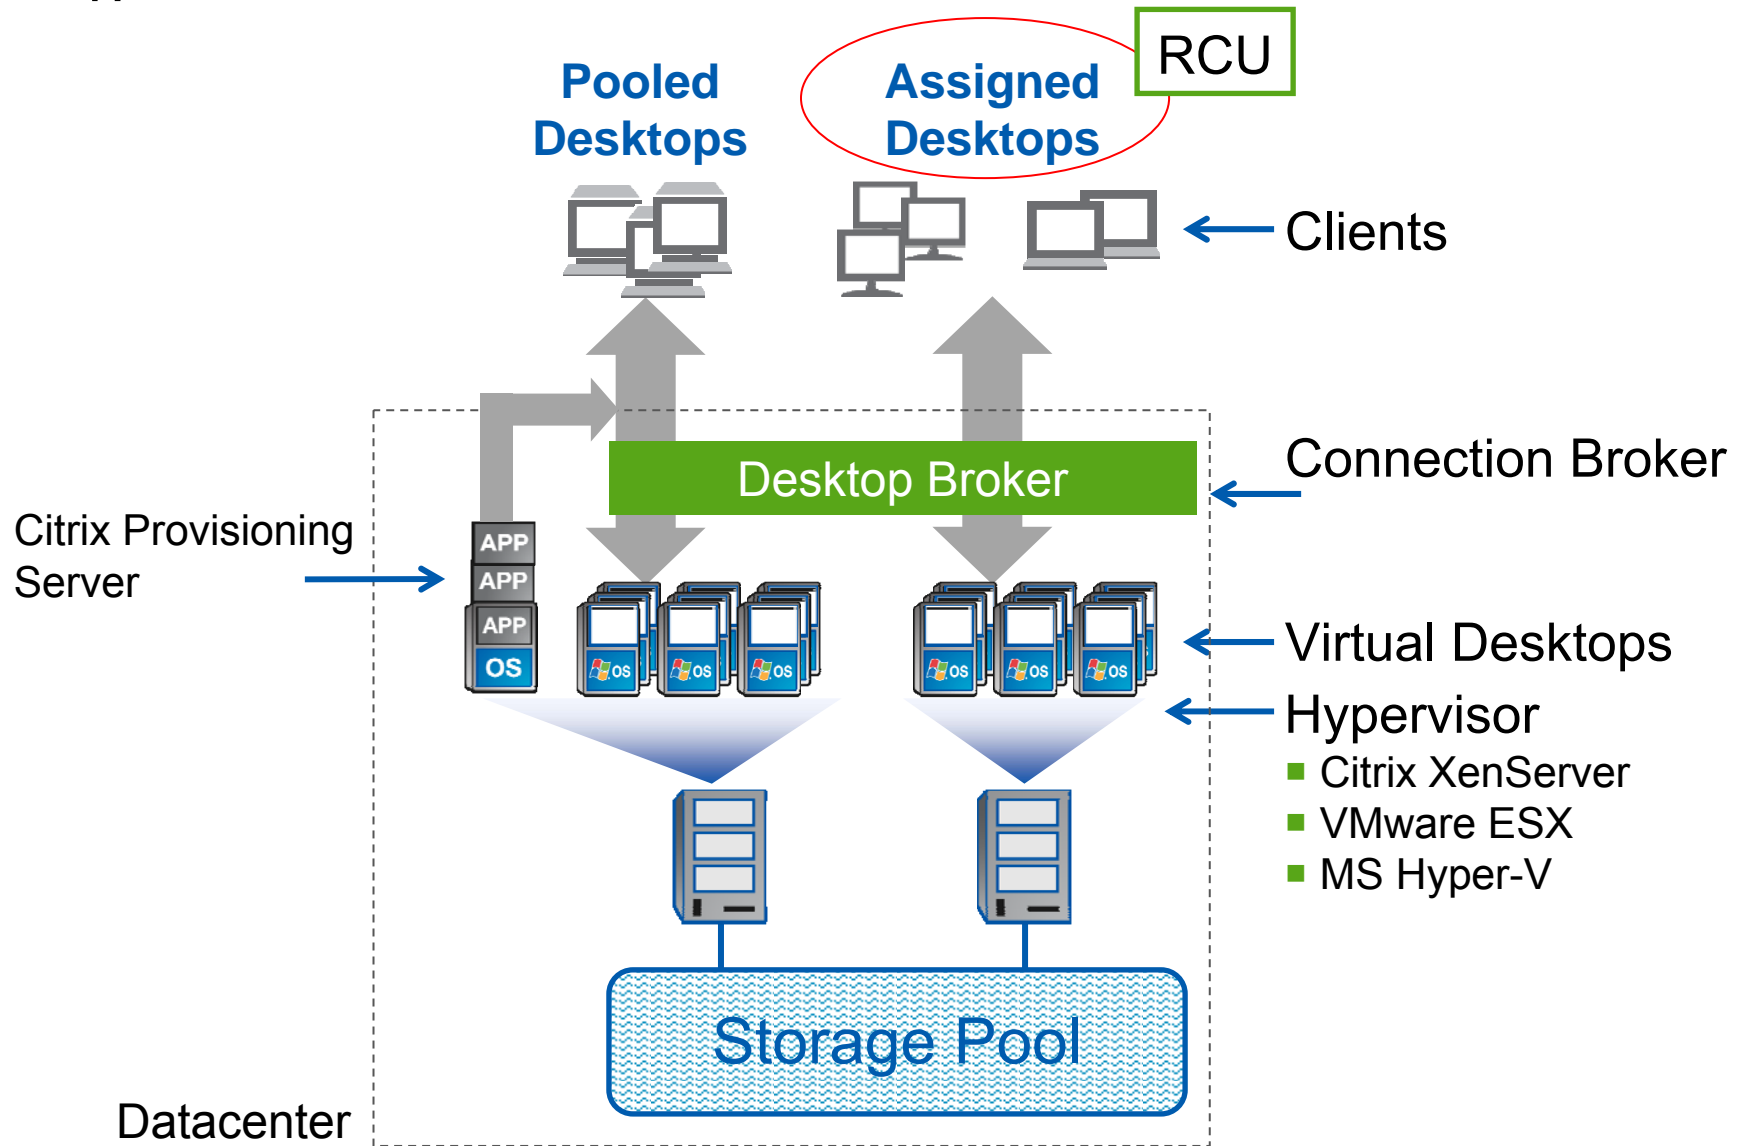 RCU
Pooled
Desktops
Assigned
Desktops
Clients
Connection Broker
Desktop Broker
Citrix Provisioning
Server
APP
APP
APP
OS
OS
OS
OS
OS
OS
OS
Virtual Desktops
Hypervisor
Citrix XenServer
VMware ESX
MS Hyper-V
Storage Pool
Datacenter